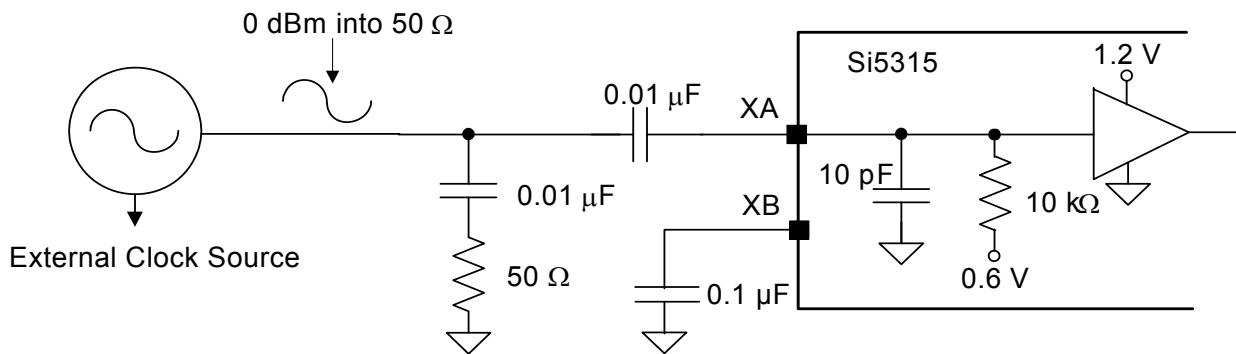 0 dBm into 50 Ω
1.2 V
Si5315
0.01 μF
XA
0.01 μF
10 pF
10 kΩ
XB
External Clock Source
50 Ω
0.1 μF
0.6 V